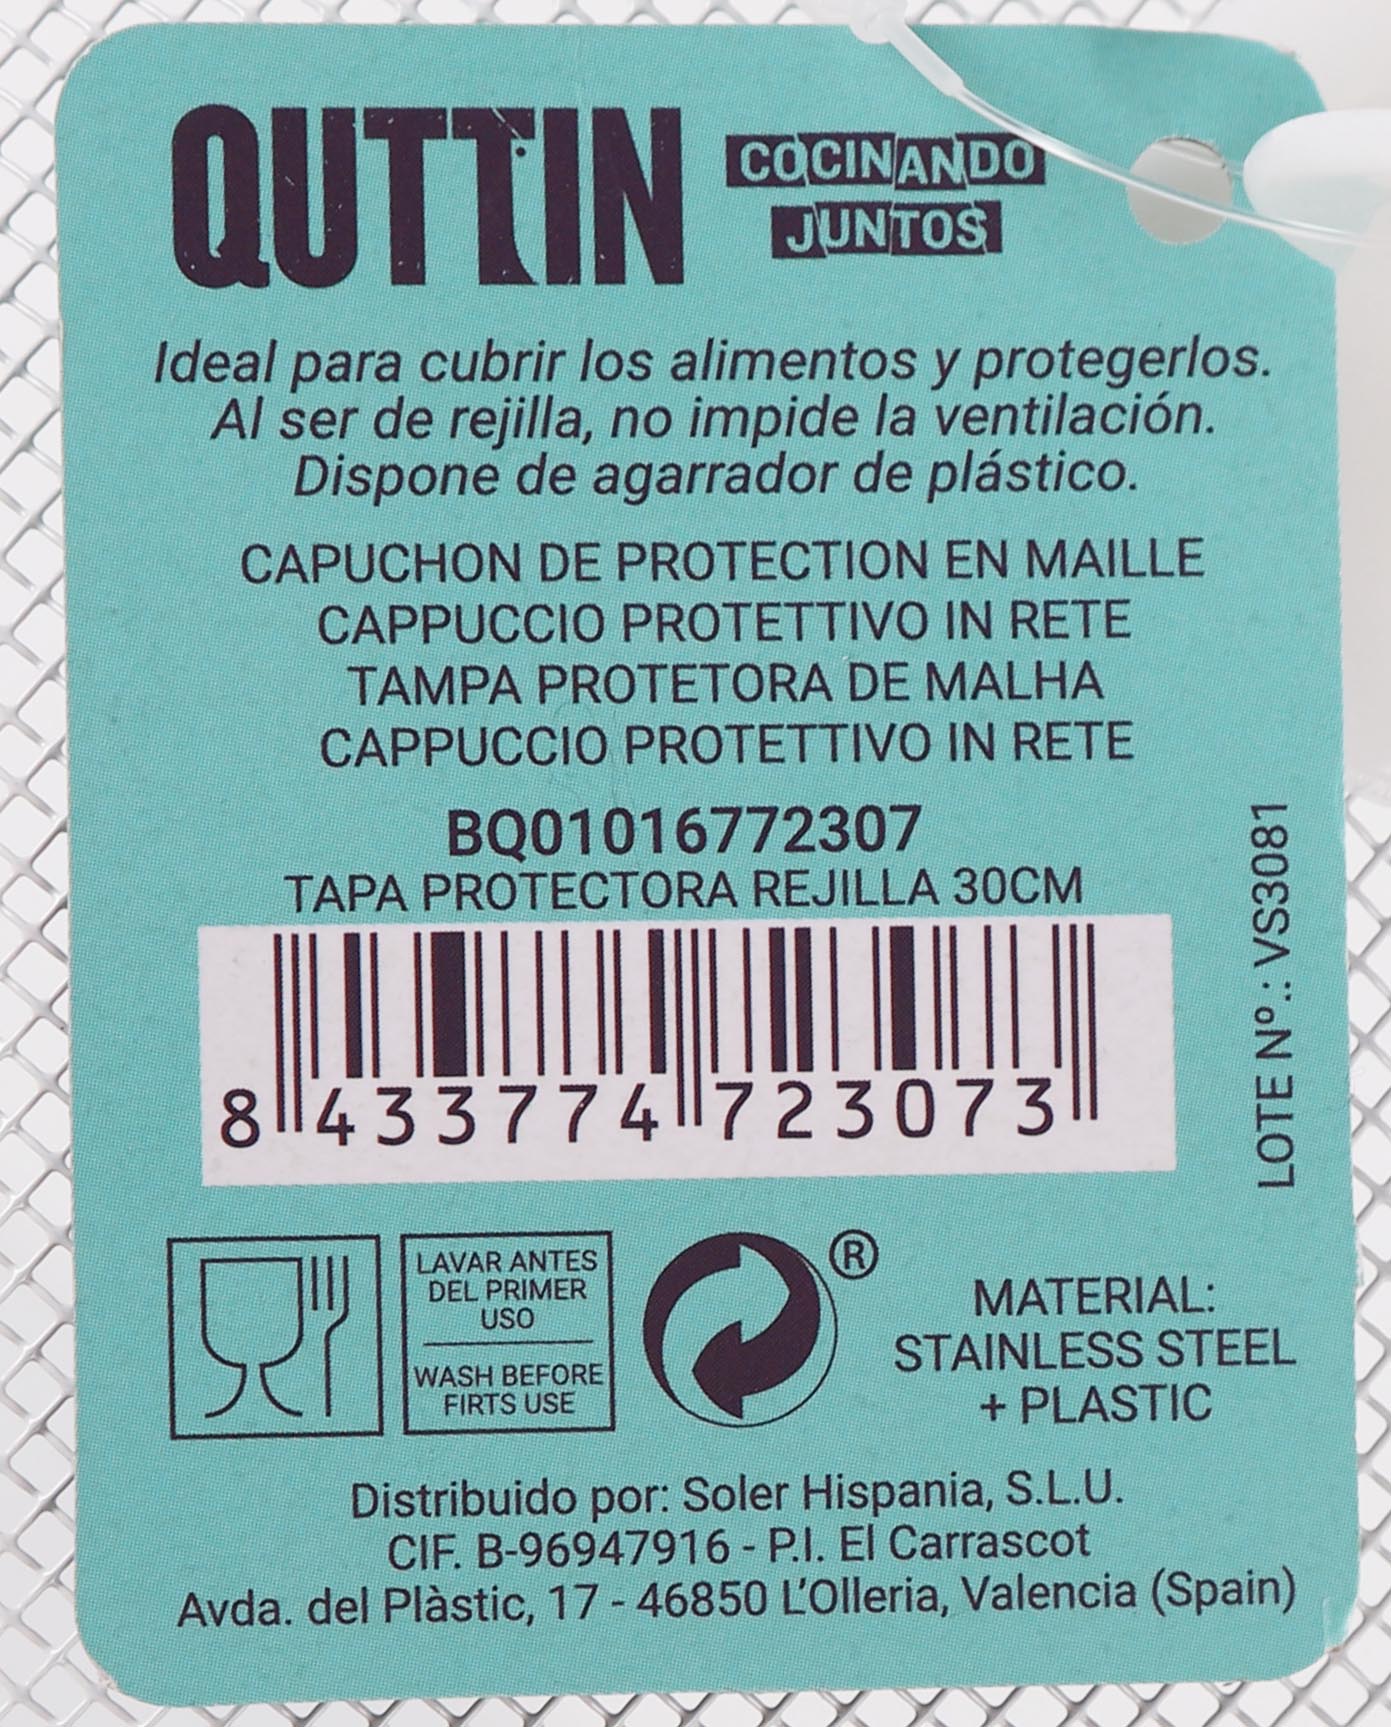 QUTTIN
COCINANDO
JUNTOS
Ideal para cubrir los alimentos y protegerlos.
Al ser de rejilla, no impide la ventilación.
Dispone de agarrador de plástico.
CAPUCHON DE PROTECTION EN MAILLE
CAPPUCCIO PROTETTIVO IN RETE
TAMPA PROTETORA DE MALHA
CAPPUCCIO PROTETTIVO IN RETE
BQ01016772307
TAPA PROTECTORA REJILLA 30CM
8 433774 723073
LOTE Nº.: VS3081
LAVAR ANTES
DEL PRIMER
USO
WASH BEFORE
FIRTS USE
®
MATERIAL:
STAINLESS STEEL
+ PLASTIC
Distribuido por: Soler Hispania, S.L.U.
CIF. B-96947916 - P.I. El Carrascot
Avda. del Plàstic, 17 - 46850 L'Olleria, Valencia (Spain)